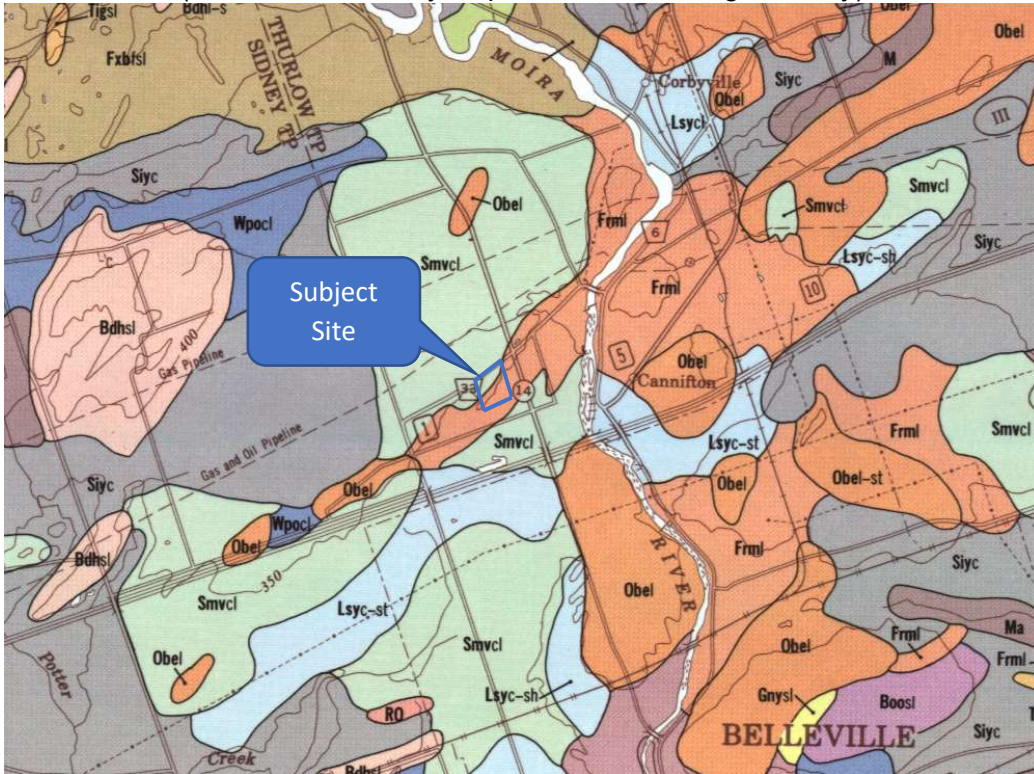 Tigsl
Bdhl-s
Obel
Fxbfsl
THURLOW TP
SIDNEY TP
MOIRA
Corbyville
Obel
Siyc
M
Obel
Lsycl
III
Siyc
Wpocl
Obel
Smvcl
Frml
Smvcl
Smvcl
6
Siyc
Lsyc-sh
C
Bdhsl
400
Gas Pipeline
Subject
Site
Frml
10
5
Obel
Cannifton
33
14
1
Gas and Oil Pipeline
Smvcl
Lsyc-st
Frml
Smvcl
Siyc
Obel
Obel
Obel-st
Wpocl
Obel
Bdhsl
350
Frml
Siyc
Smvcl
Lsyc-st
Obel
RIVER
Potter
Obel
Smvcl
Lsyc-sh
Obel
Frml
Ma
Frml
Gnysl
Boosl
RO
BELLEVILLE
Siyc
Creek
Bdhsl